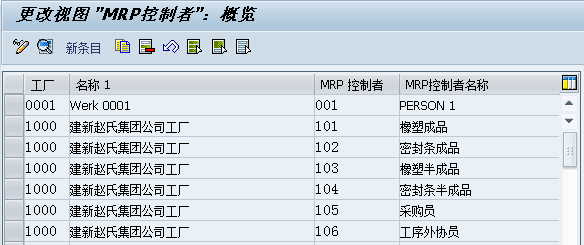 更改视图 "MRP控制者": 概览
新条目
工厂 名称 1 MRP 控制者 MRP控制者名称
0001 Werk 0001 001 PERSON 1
1000 建新赵氏集团公司工厂 101 橡塑成品
1000 建新赵氏集团公司工厂 102 密封条成品
1000 建新赵氏集团公司工厂 103 橡塑半成品
1000 建新赵氏集团公司工厂 104 密封条半成品
1000 建新赵氏集团公司工厂 105 采购员
1000 建新赵氏集团公司工厂 106 工序外协员